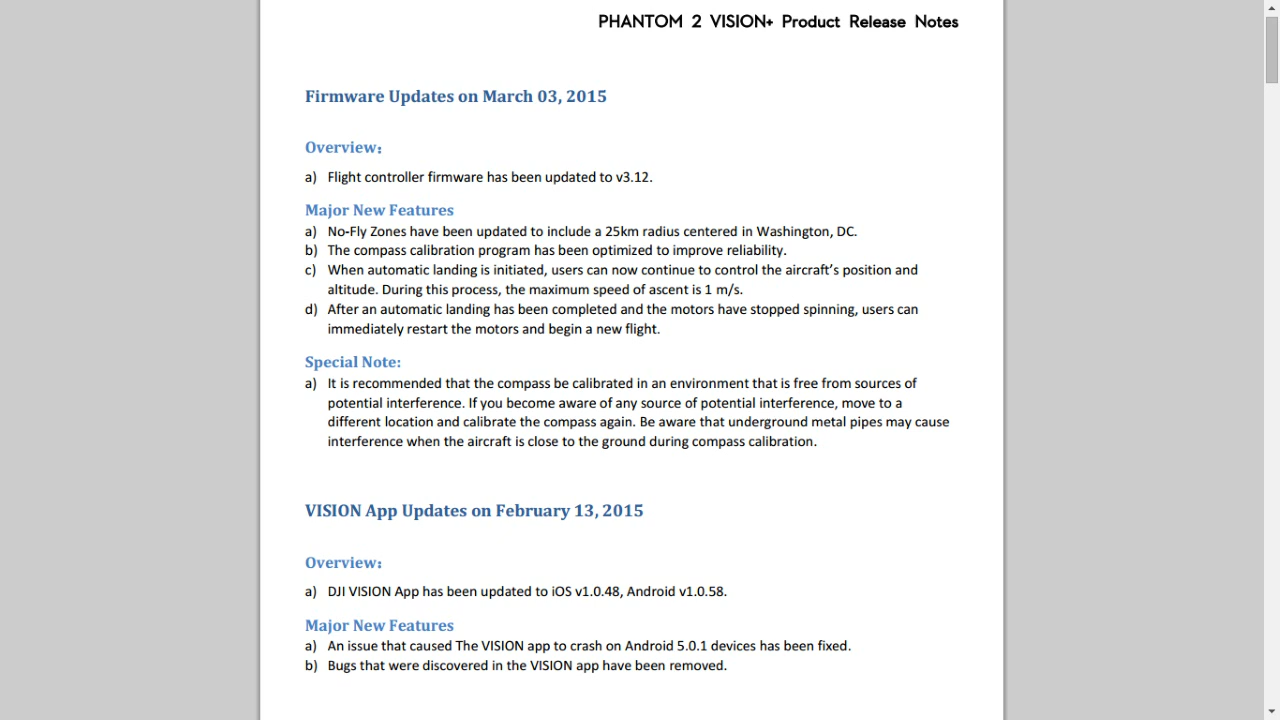 PHANTOM 2 VISION+ Product Release Notes
Firmware Updates on March 03, 2015
Overview：
a) Flight controller firmware has been updated to v3.12.
Major New Features
a) No-Fly Zones have been updated to include a 25km radius centered in Washington, DC.
b) The compass calibration program has been optimized to improve reliability.
c) When automatic landing is initiated, users can now continue to control the aircraft’s position and
altitude. During this process, the maximum speed of ascent is 1 m/s.
d) After an automatic landing has been completed and the motors have stopped spinning, users can
immediately restart the motors and begin a new flight.
Special Note:
a) It is recommended that the compass be calibrated in an environment that is free from sources of
potential interference. If you become aware of any source of potential interference, move to a
different location and calibrate the compass again. Be aware that underground metal pipes may cause
interference when the aircraft is close to the ground during compass calibration.
VISION App Updates on February 13, 2015
Overview：
a) DJI VISION App has been updated to iOS v1.0.48, Android v1.0.58.
Major New Features
a) An issue that caused The VISION app to crash on Android 5.0.1 devices has been fixed.
b) Bugs that were discovered in the VISION app have been removed.